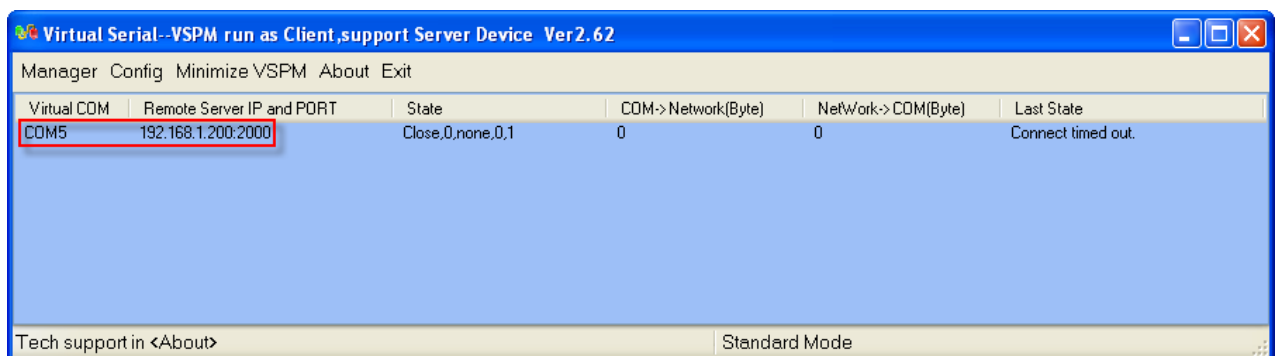 Virtual Serial--VSPM run as Client,support Server Device Ver2.62
Manager Config Minimize VSPM About Exit
Virtual COM Remote Server IP and PORT State COM->Network(Byte) NetWork->COM(Byte) Last State
COM5 192.168.1.200:2000 Close,0,none,0,1 0 0 Connect timed out.
Tech support in <About> Standard Mode